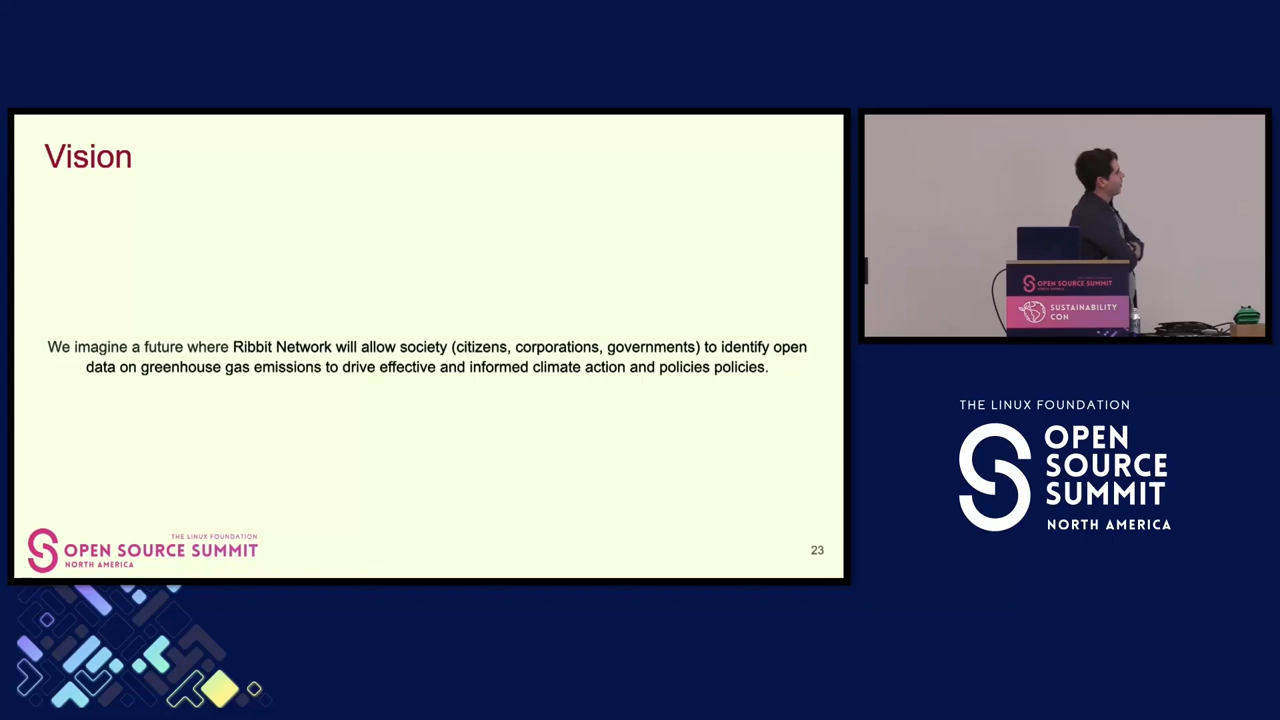 Vision
We imagine a future where Ribbit Network will allow society (citizens, corporations, governments) to identify open
data on greenhouse gas emissions to drive effective and informed climate action and policies policies.
THE LINUX FOUNDATION
OPEN SOURCE SUMMIT
NORTH AMERICA
23
OPEN SOURCE SUMMIT
SUSTAINABILITY
CON
THE LINUX FOUNDATION
OPEN
SOURCE
SUMMIT
NORTH AMERICA